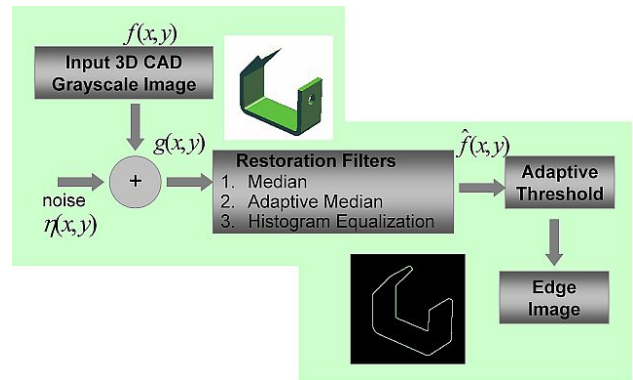 f(x,y)
Input 3D CAD
Grayscale Image
g(x,y)
+
noise
η(x,y)
Restoration Filters
1. Median
2. Adaptive Median
3. Histogram Equalization
f̂(x,y)
Adaptive
Threshold
Edge
Image